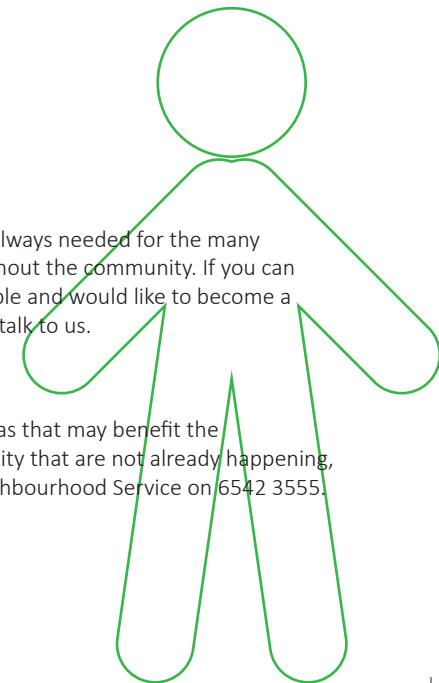 lways needed for the many
hout the community. If you can
ble and would like to become a
talk to us.
as that may benefit the
ity that are not already happening,
hbourhood Service on 6542 3555.